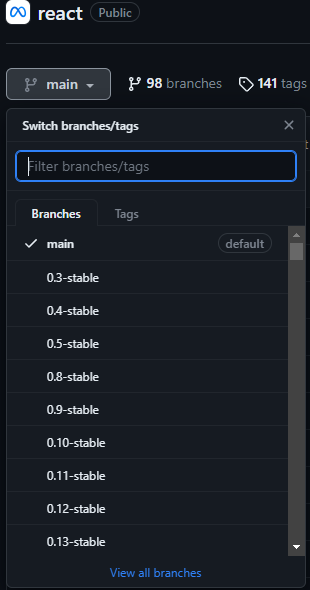 react Public
main 98 branches 141 tags
Switch branches/tags
Filter branches/tags
Branches Tags
main default
0.3-stable
0.4-stable
0.5-stable
0.8-stable
0.9-stable
0.10-stable
0.11-stable
0.12-stable
0.13-stable
View all branches